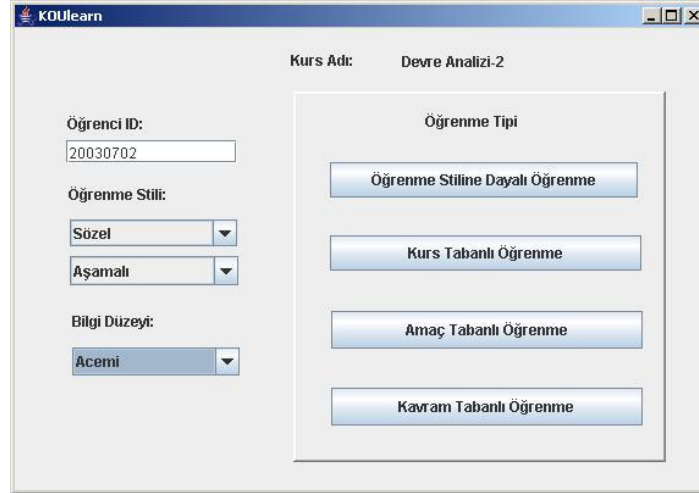 KOUlearn
Kurs Adı: Devre Analizi-2
Öğrenci ID:
20030702
Öğrenme Stili:
Sözel
Aşamalı
Bilgi Düzeyi:
Acemi
Öğrenme Tipi
Öğrenme Stiline Dayalı Öğrenme
Kurs Tabanlı Öğrenme
Amaç Tabanlı Öğrenme
Kavram Tabanlı Öğrenme